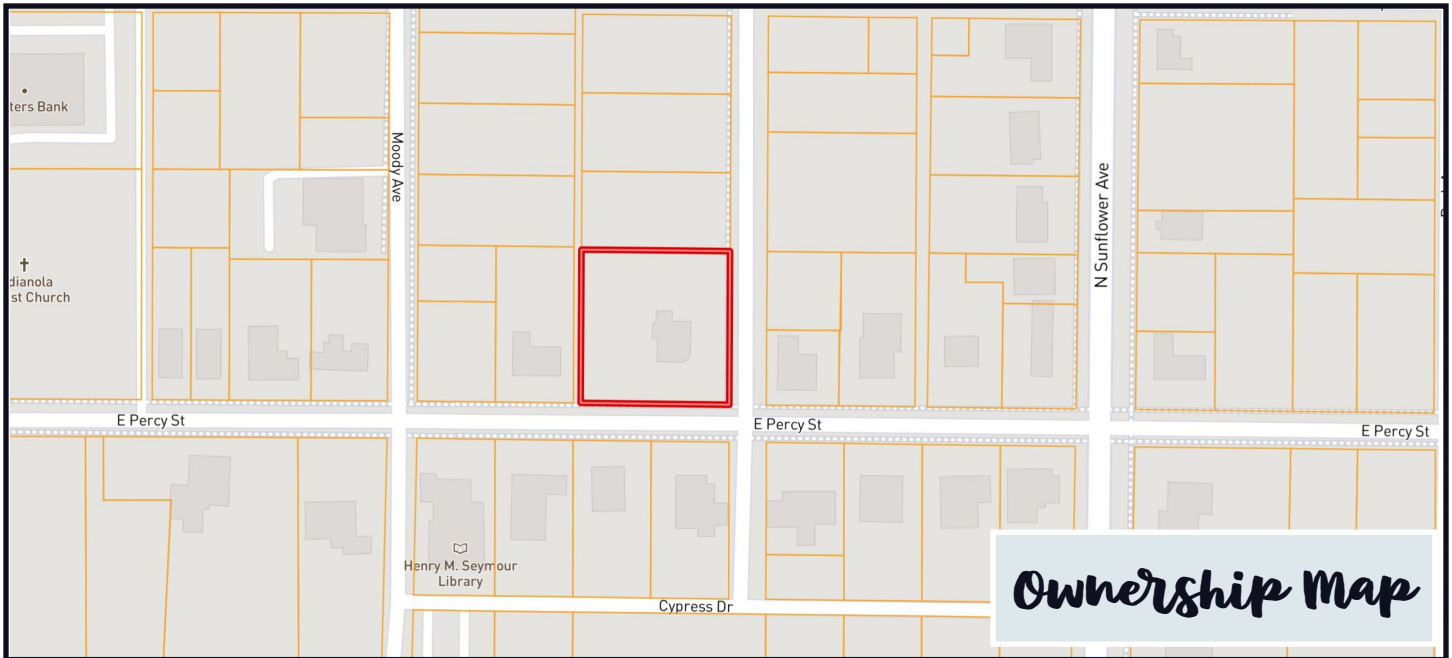 ters Bank
Moody Ave
N Sunflower Ave
dianola
st Church
E Percy St
E Percy St
E Percy St
Henry M. Seymour
Library
Cypress Dr
Ownership Map